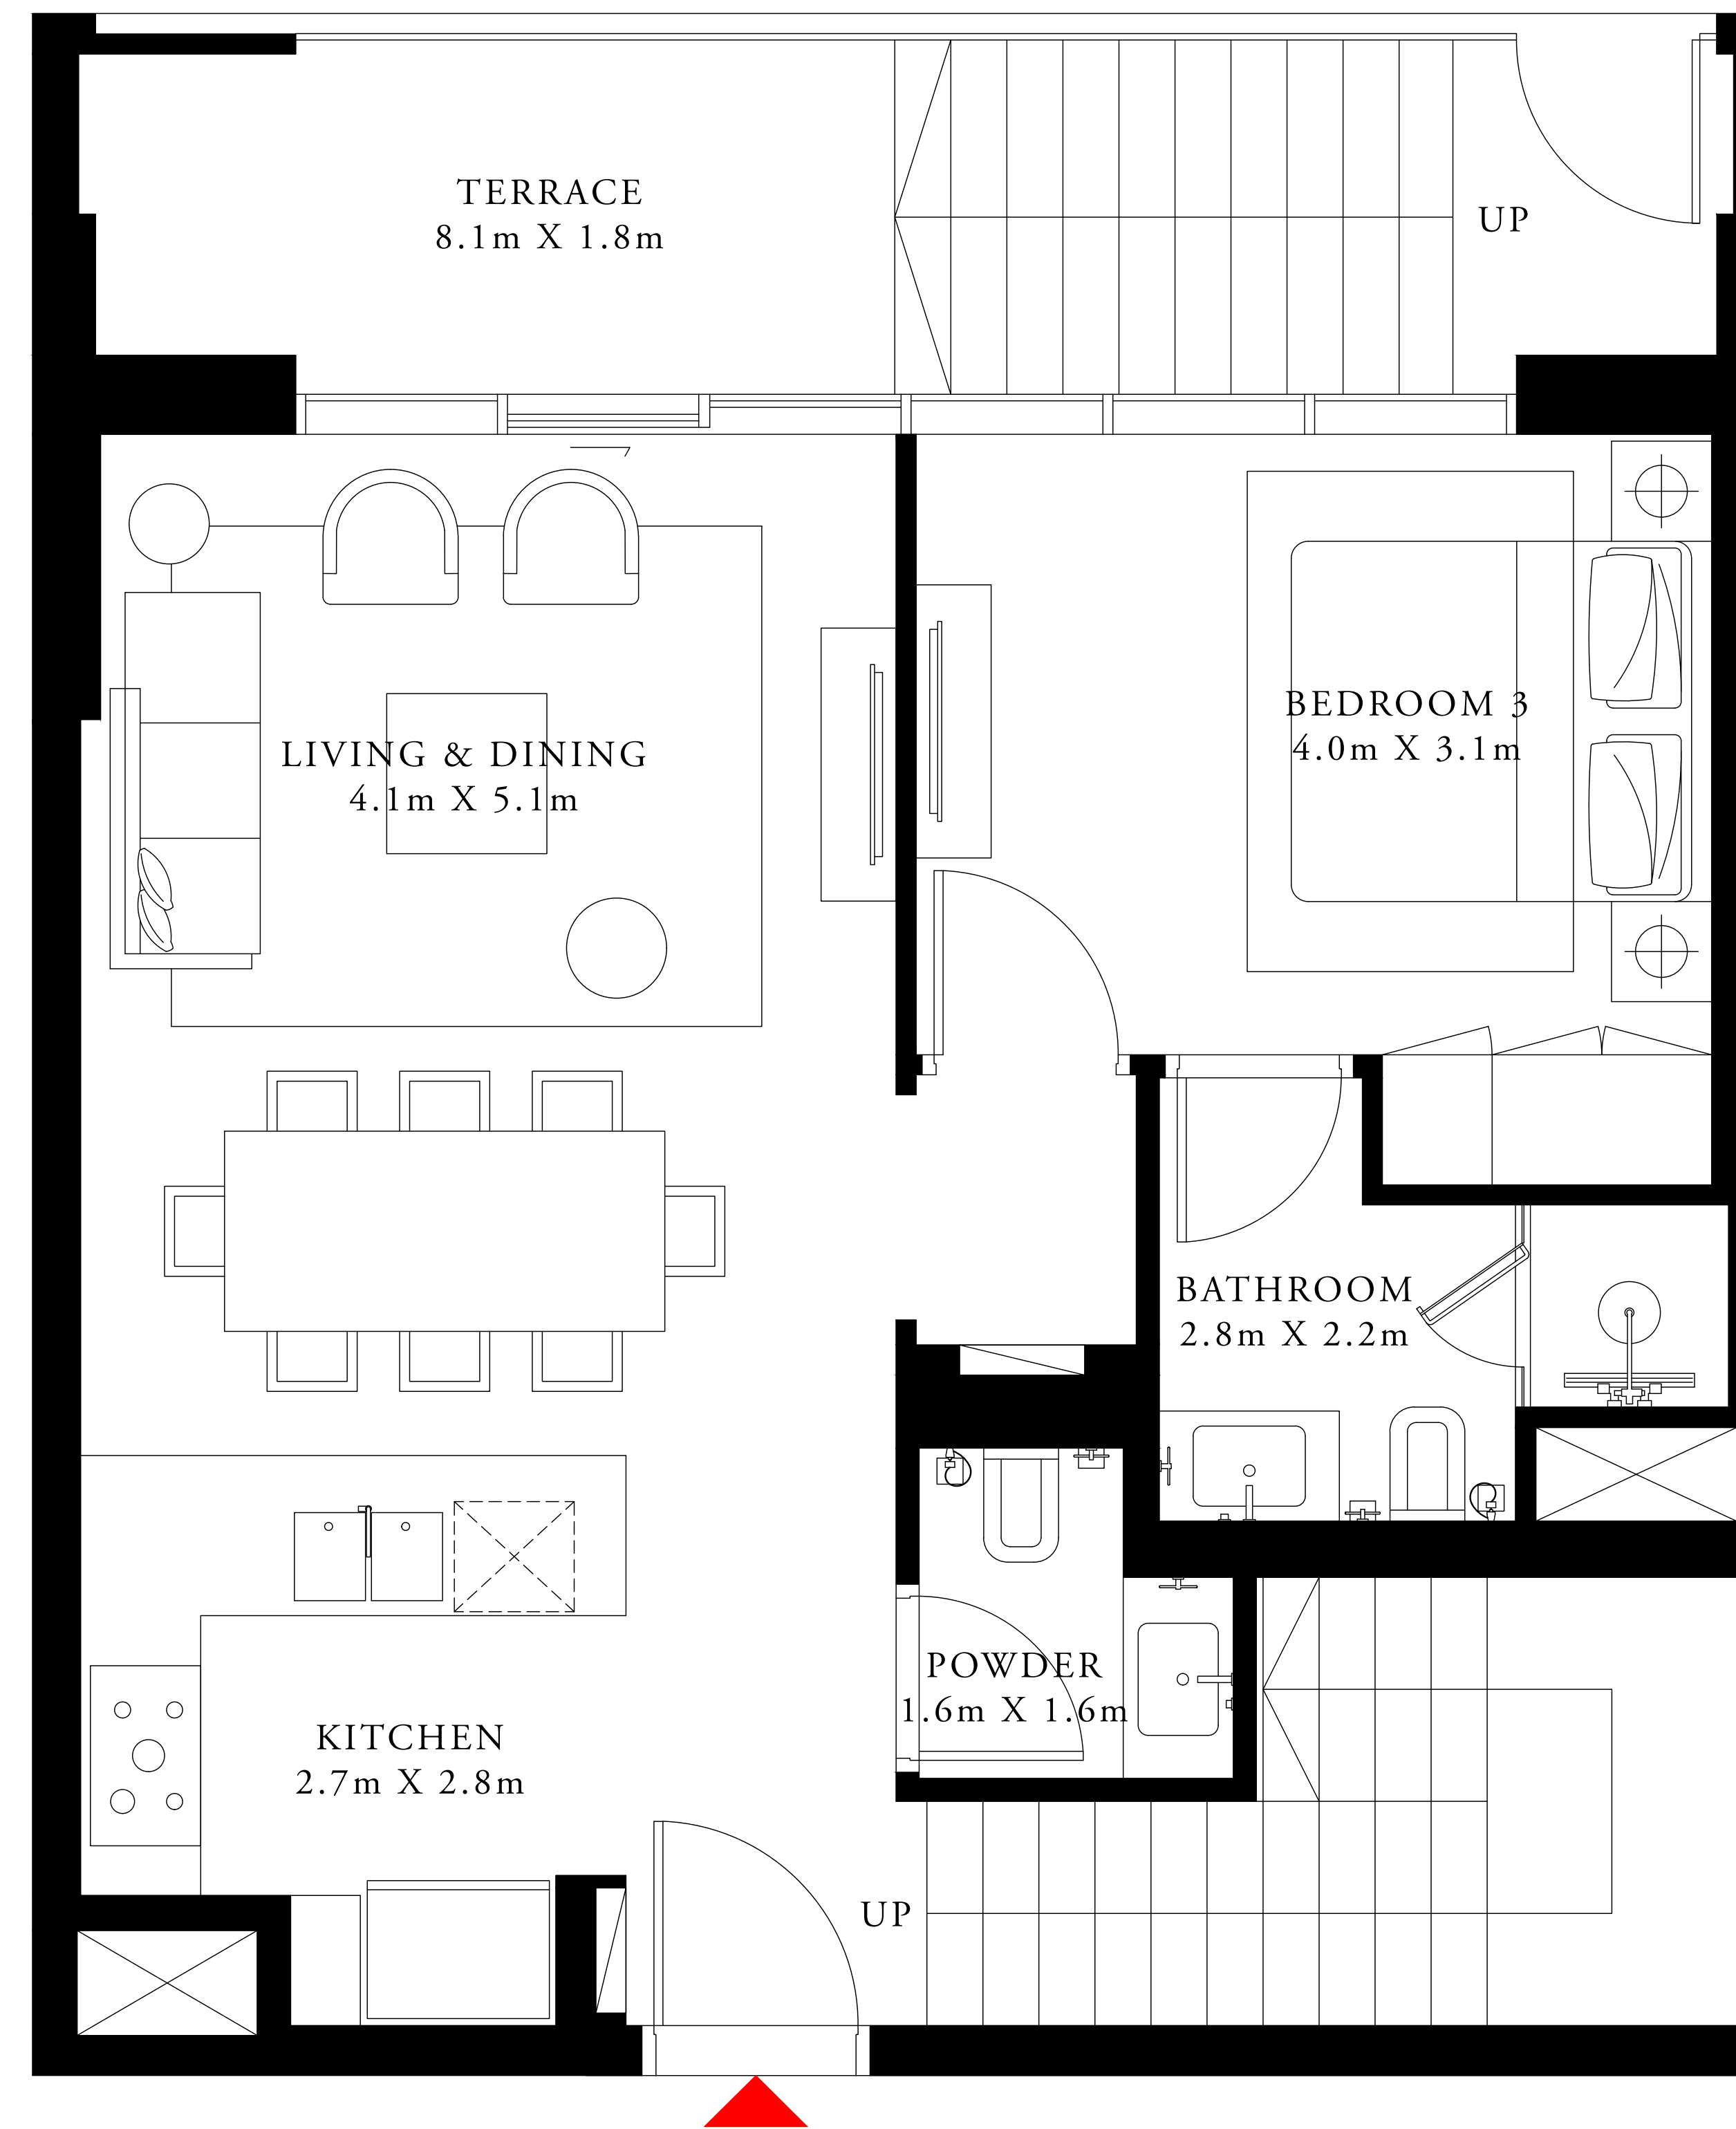 TERRACE
8.1m X 1.8m
UP
BEDROOM 3
4.0m X 3.1m
LIVING & DINING
4.1m X 5.1m
BATHROOM
2.8m X 2.2m
POWDER
1.6m X 1.6m
KITCHEN
2.7m X 2.8m
UP